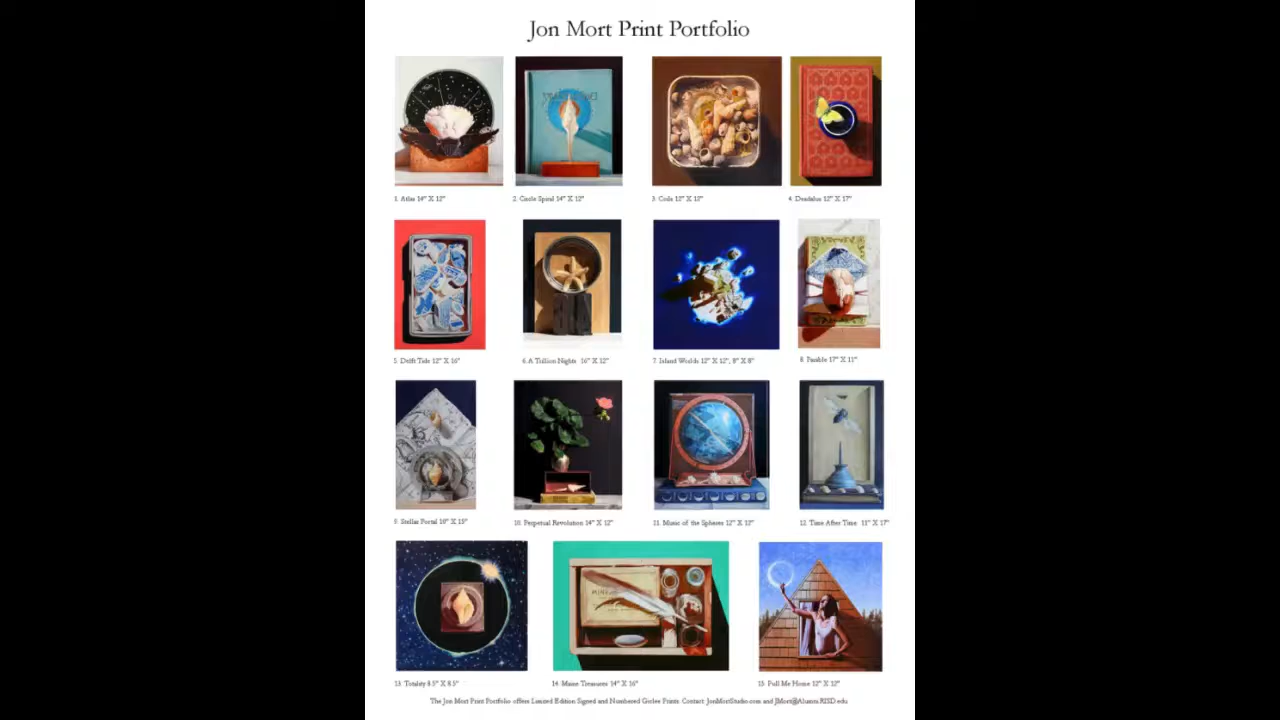 Jon Mort Print Portfolio
1. Atlas 14" X 12"
2. Circle Spiral 14" X 12"
3. Coils 12" X 12"
4. Deadalus 12" X 17"
5. Delft Tide 12" X 16"
6. A Trillion Nights 16" X 12"
7. Island Worlds 12" X 12", 8" X 8"
8. Parable 17" X 11"
9. Stellar Portal
10. Perpetual Revolution 14" X 12"
11. Music of the Spheres 12" X 12"
12. Time After Time 11" X 17"
13. Totality 8.5" X 8.5"
14. Maine Treasures 14" X 16"
15. Pull Me Home 12" X 12"
The Jon Mort Print Portfolio offers Limited Edition Signed and Numbered Giclee Prints. Contact: JonMortStudio.com and JMort@Alumni.RISD.edu